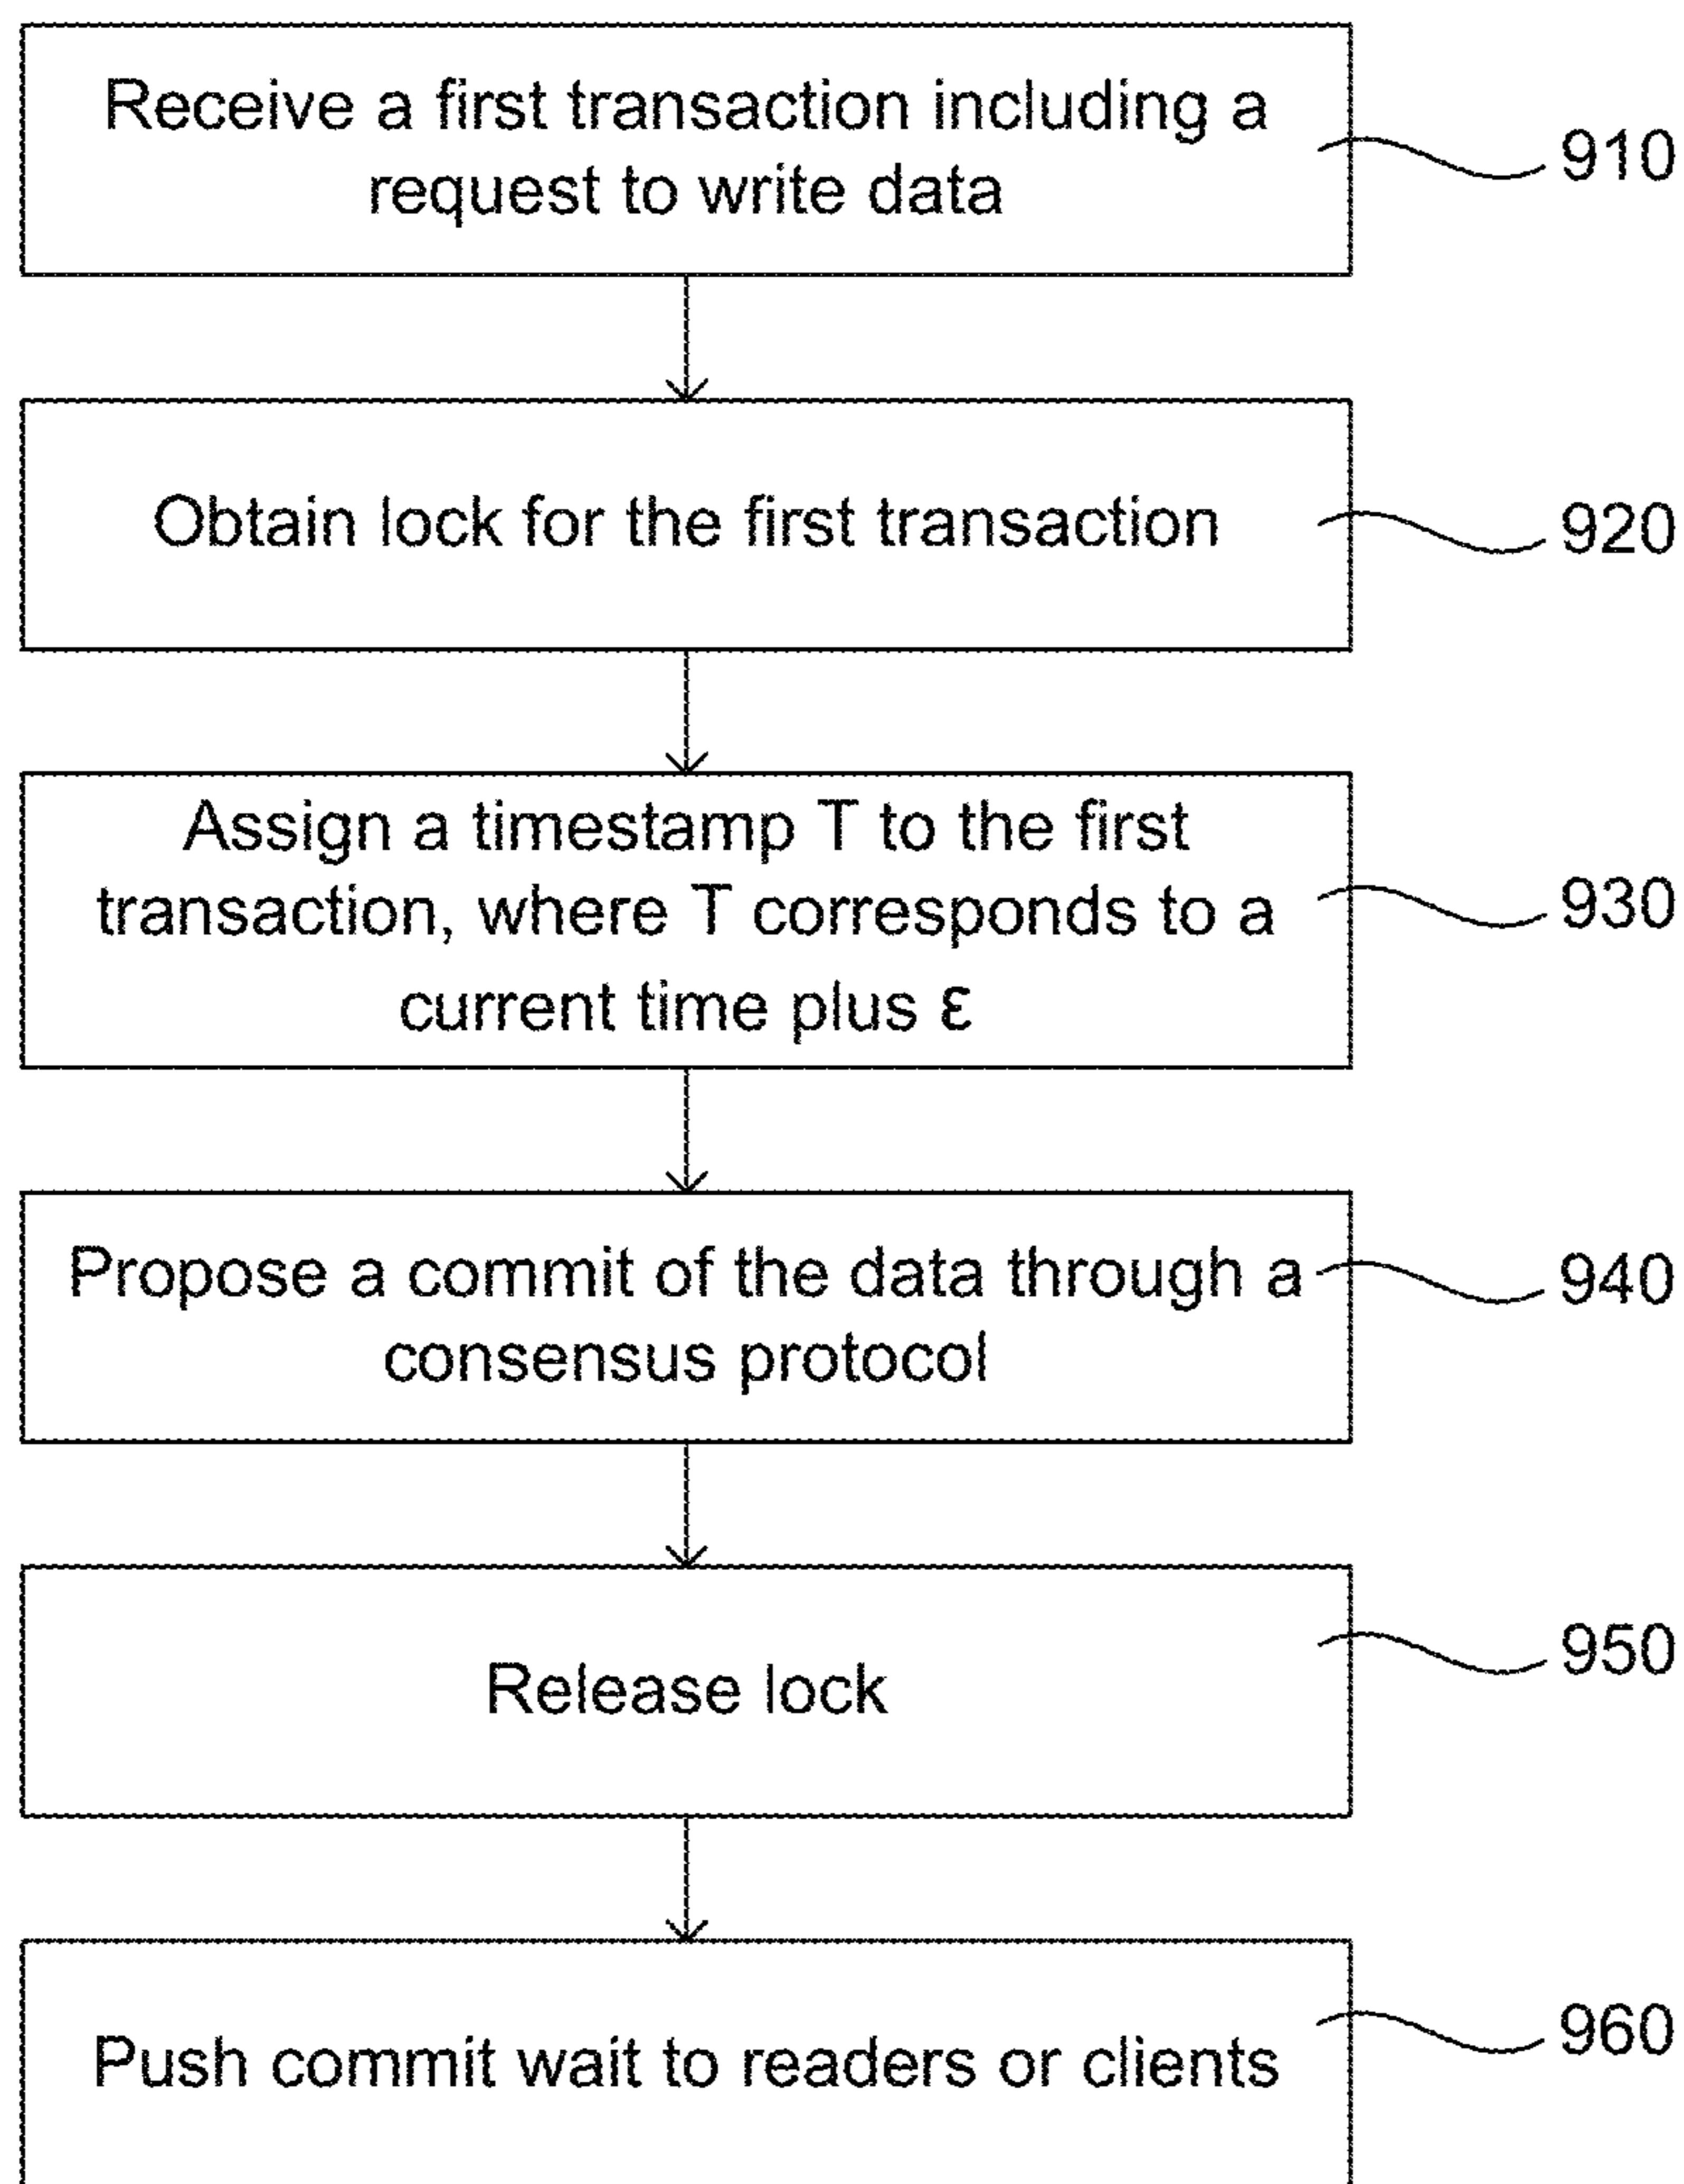 Receive a first transaction including a
request to write data
910
Obtain lock for the first transaction
920
Assign a timestamp T to the first
transaction, where T corresponds to a
current time plus ε
930
Propose a commit of the data through a
consensus protocol
940
Release lock
950
Push commit wait to readers or clients
960